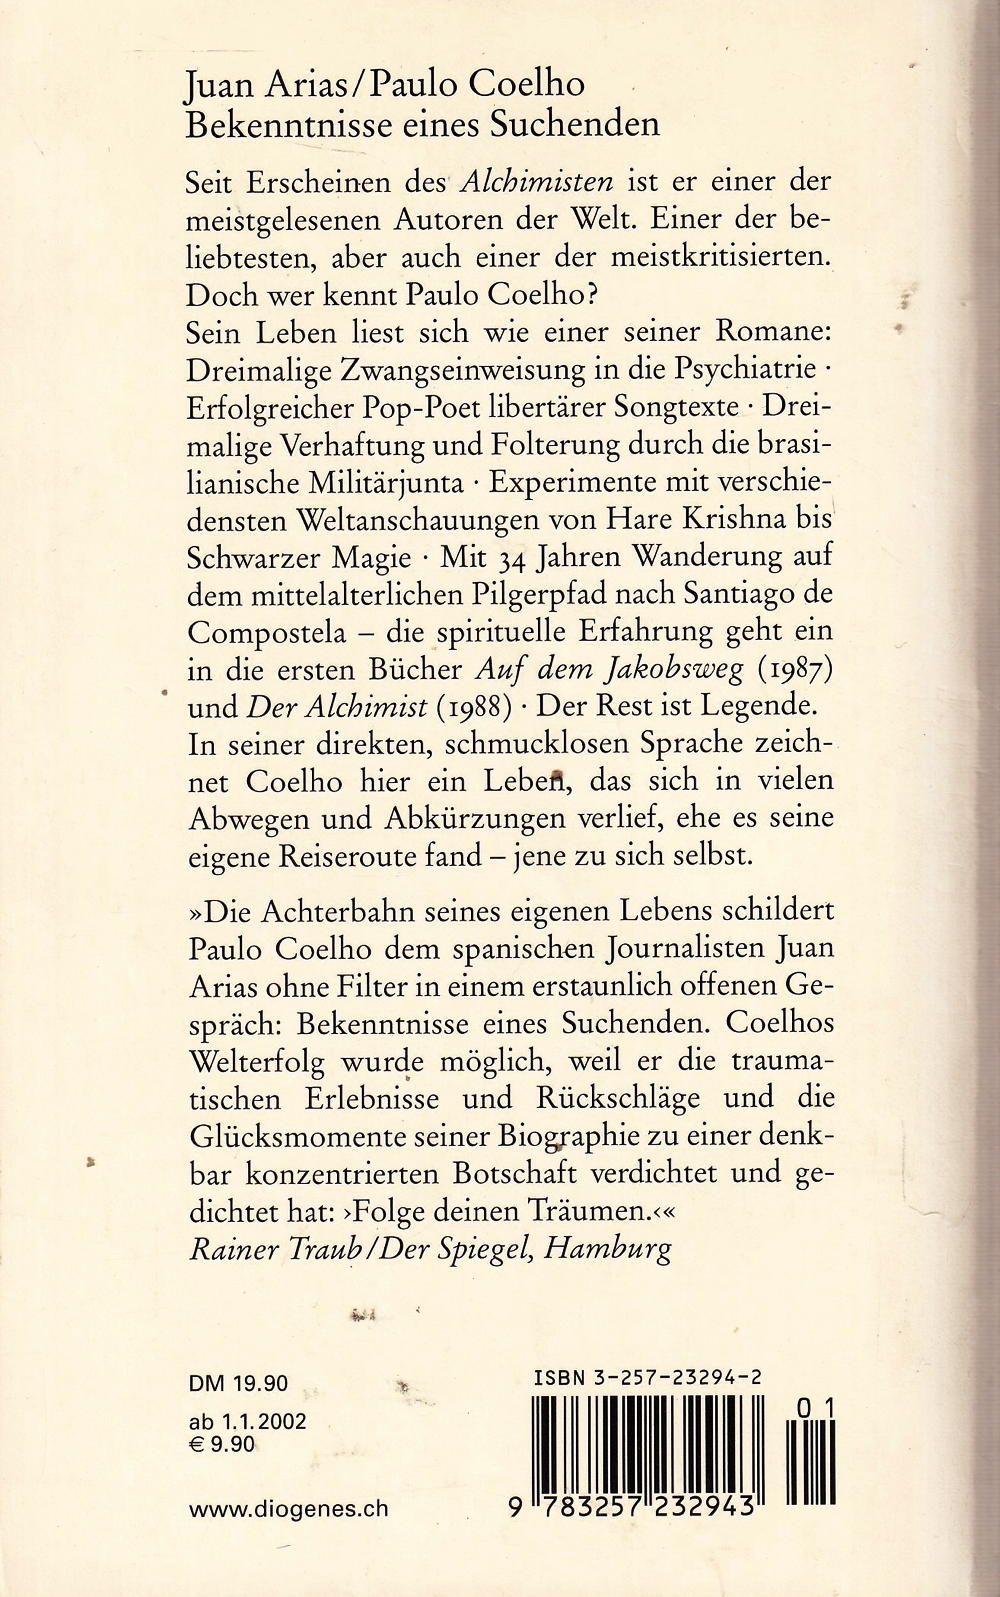 Juan Arias/Paulo Coelho
Bekenntnisse eines Suchenden
Seit Erscheinen des Alchimisten ist er einer der
meistgelesenen Autoren der Welt. Einer der be-
liebtesten, aber auch einer der meistkritisierten.
Doch wer kennt Paulo Coelho?
Sein Leben liest sich wie einer seiner Romane:
Dreimalige Zwangseinweisung in die Psychiatrie ·
Erfolgreicher Pop-Poet libertärer Songtexte · Drei-
malige Verhaftung und Folterung durch die brasi-
lianische Militärjunta · Experimente mit verschie-
densten Weltanschauungen von Hare Krishna bis
Schwarzer Magie · Mit 34 Jahren Wanderung auf
dem mittelalterlichen Pilgerpfad nach Santiago de
Compostela – die spirituelle Erfahrung geht ein
in die ersten Bücher Auf dem Jakobsweg (1987)
und Der Alchimist (1988) · Der Rest ist Legende.
In seiner direkten, schmucklosen Sprache zeich-
net Coelho hier ein Leben, das sich in vielen
Abwegen und Abkürzungen verlief, ehe es seine
eigene Reiseroute fand – jene zu sich selbst.
»Die Achterbahn seines eigenen Lebens schildert
Paulo Coelho dem spanischen Journalisten Juan
Arias ohne Filter in einem erstaunlich offenen Ge-
spräch: Bekenntnisse eines Suchenden. Coelhos
Welterfolg wurde möglich, weil er die trauma-
tischen Erlebnisse und Rückschläge und die
Glücksmomente seiner Biographie zu einer denk-
bar konzentrierten Botschaft verdichtet und ge-
dichtet hat: ›Folge deinen Träumen.‹«
Rainer Traub/Der Spiegel, Hamburg
DM 19.90
ab 1.1.2002
€ 9.90
www.diogenes.ch
ISBN 3-257-23294-2
01
9 783257 232943